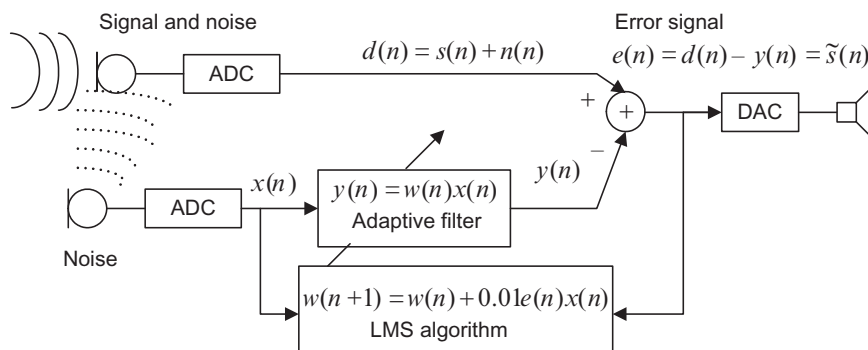 Signal and noise
Error signal
d(n) = s(n) + n(n)
e(n) = d(n) − y(n) = s̃(n)
ADC
+
+
DAC
−
x(n)
y(n) = w(n)x(n)
y(n)
ADC
Adaptive filter
Noise
w(n+1) = w(n) + 0.01e(n)x(n)
LMS algorithm